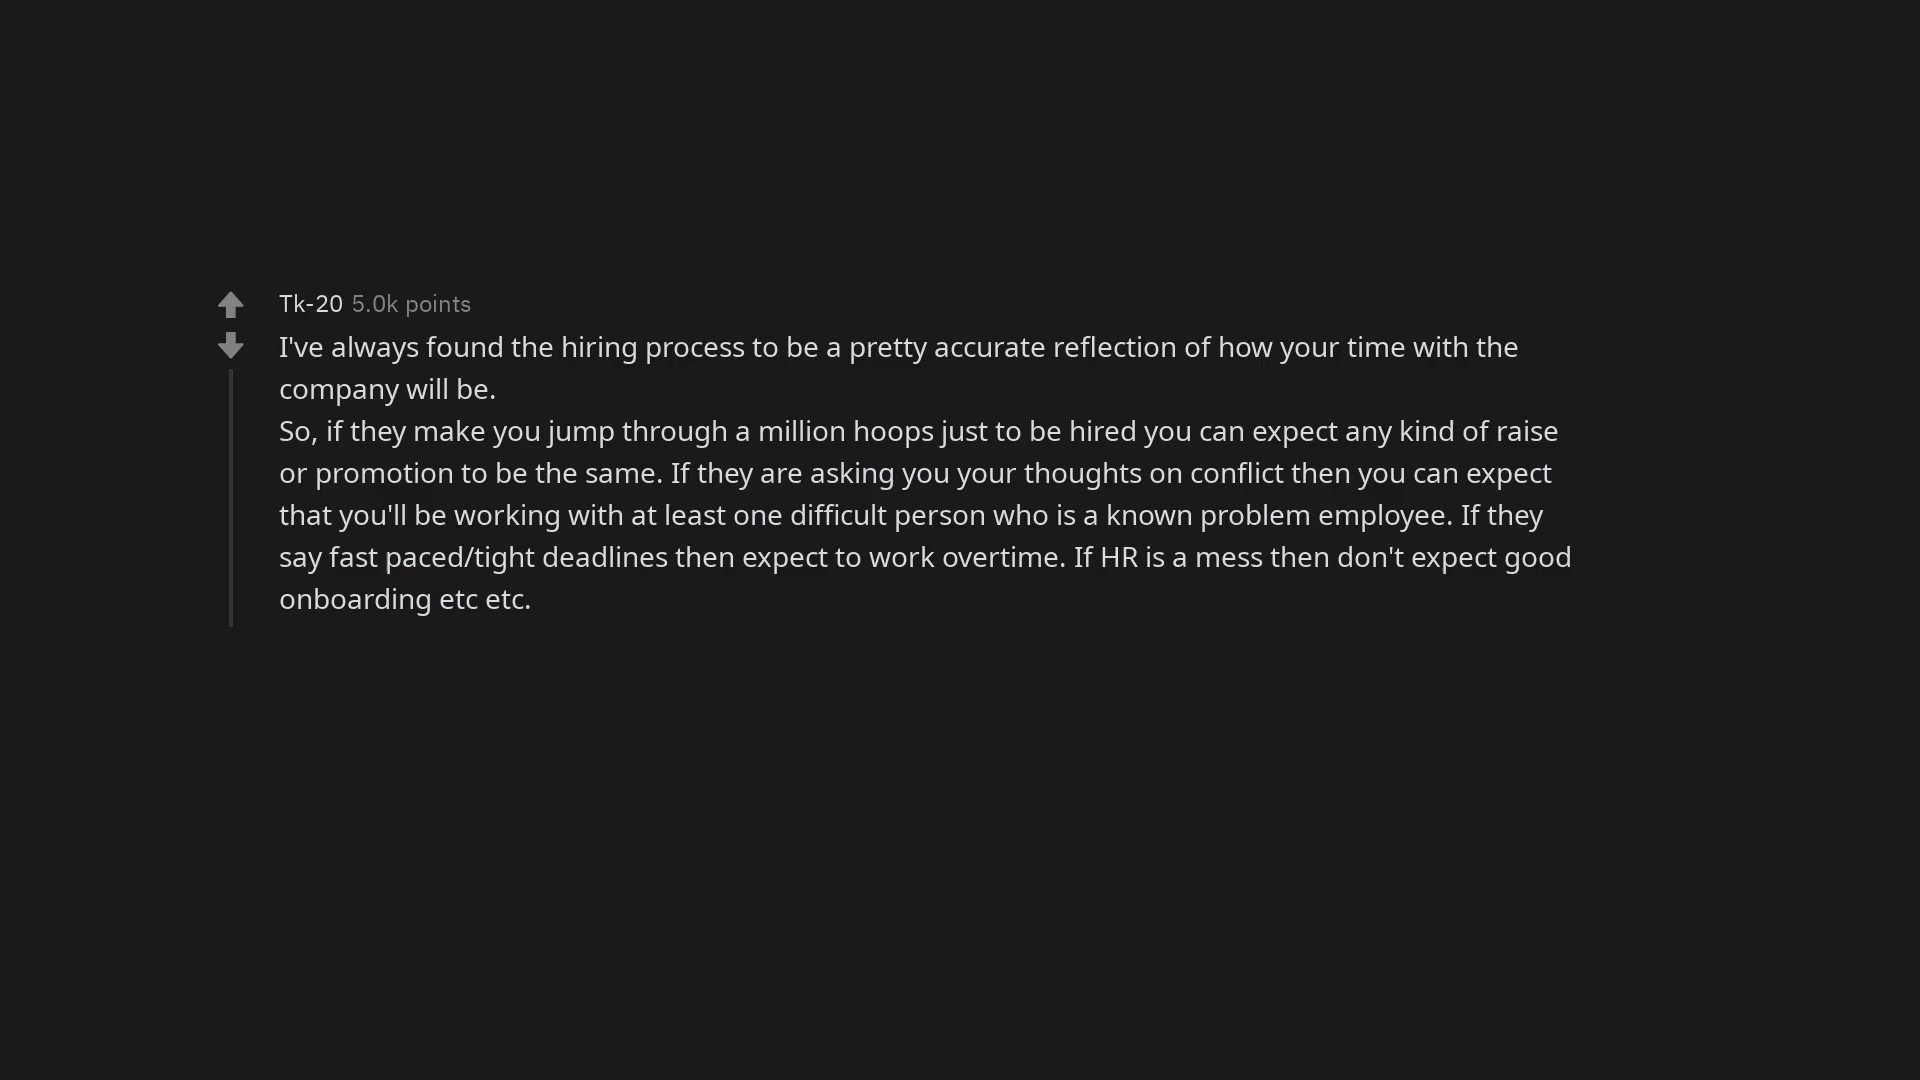 Tk-20 5.0k points
I've always found the hiring process to be a pretty accurate reflection of how your time with the
company will be.
So, if they make you jump through a million hoops just to be hired you can expect any kind of raise
or promotion to be the same. If they are asking you your thoughts on conflict then you can expect
that you'll be working with at least one difficult person who is a known problem employee. If they
say fast paced/tight deadlines then expect to work overtime. If HR is a mess then don't expect good
onboarding etc etc.